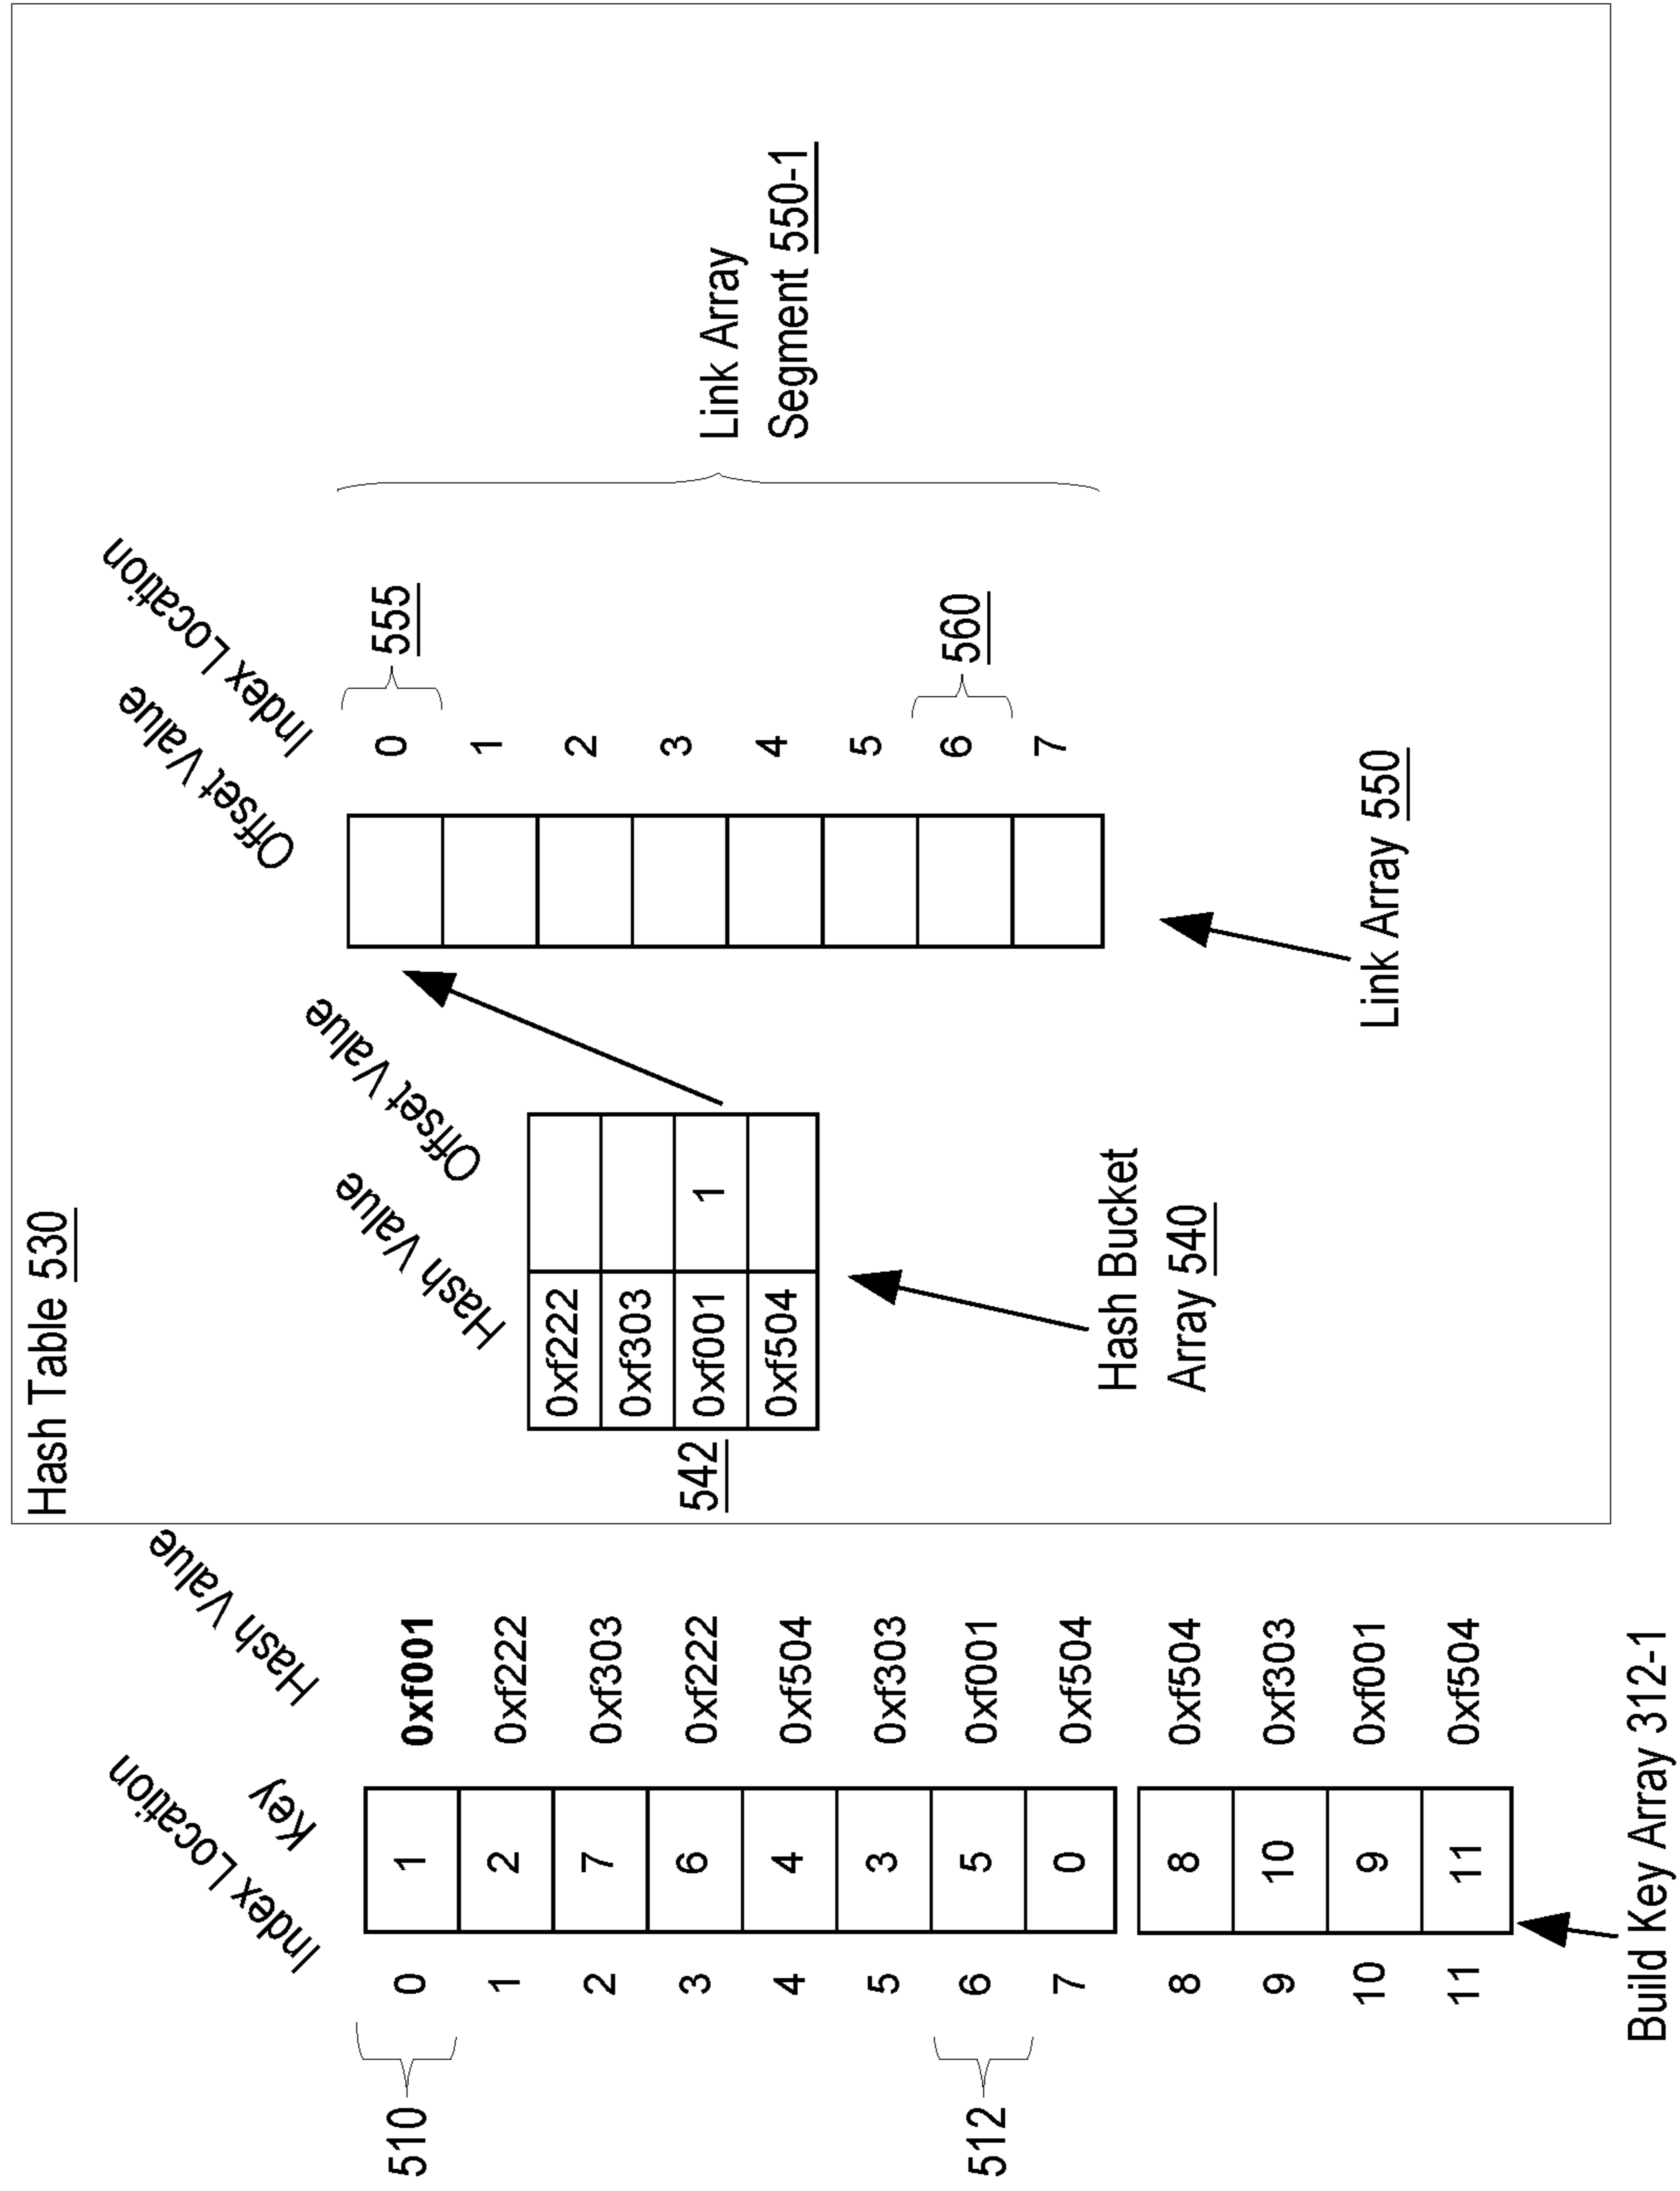 Hash Table 530
Index Location
Key
Hash Value
510
0 1 0xf001
1 2 0xf222
2 7 0xf303
3 6 0xf222
4 4 0xf504
5 3 0xf303
512
6 5 0xf001
7 0 0xf504
8 8 0xf504
9 10 0xf303
10 9 0xf001
11 11 0xf504
Build Key Array 312-1
Hash Value
Offset Value
0xf222
0xf303
542
0xf001 1
0xf504
Hash Bucket
Array 540
Offset Value
Index Location
0
555
1
2
3
4
5
6
560
7
Link Array
Segment 550-1
Link Array 550